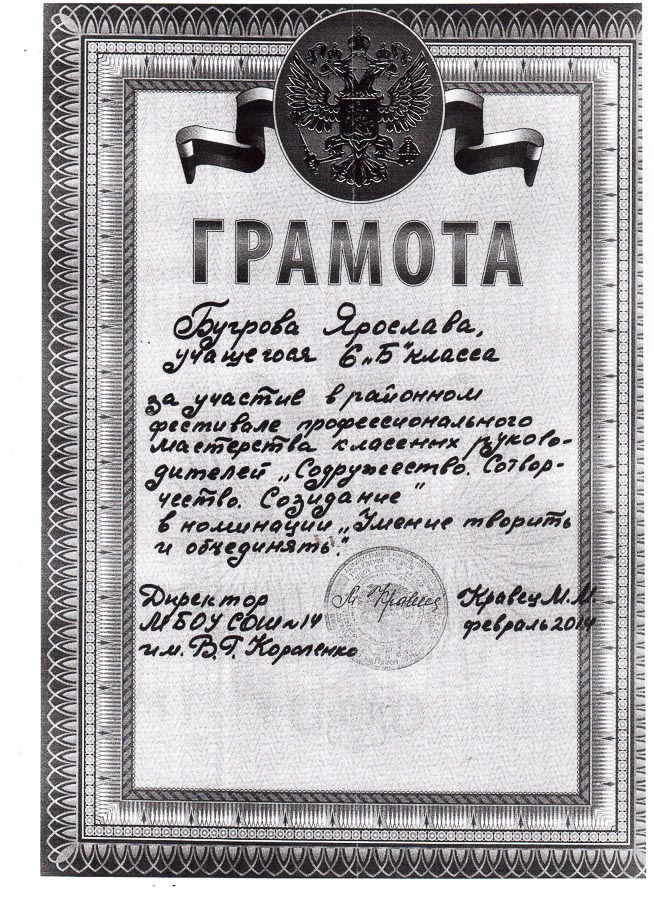 ГРАМОТА
Бугрова Ярослава,
учащегося 6 „Б" класса
за участие в районном
фестивале профессионального
мастерства классных руково-
дителей „Содружество. Сотвор-
чество. Созидание"
в номинации „Умение творить
и объединять".
Директор
МБОУ СОШ №14
им. В.Г. Короленко
М Кравец
Кравец М.М
февраль 2014